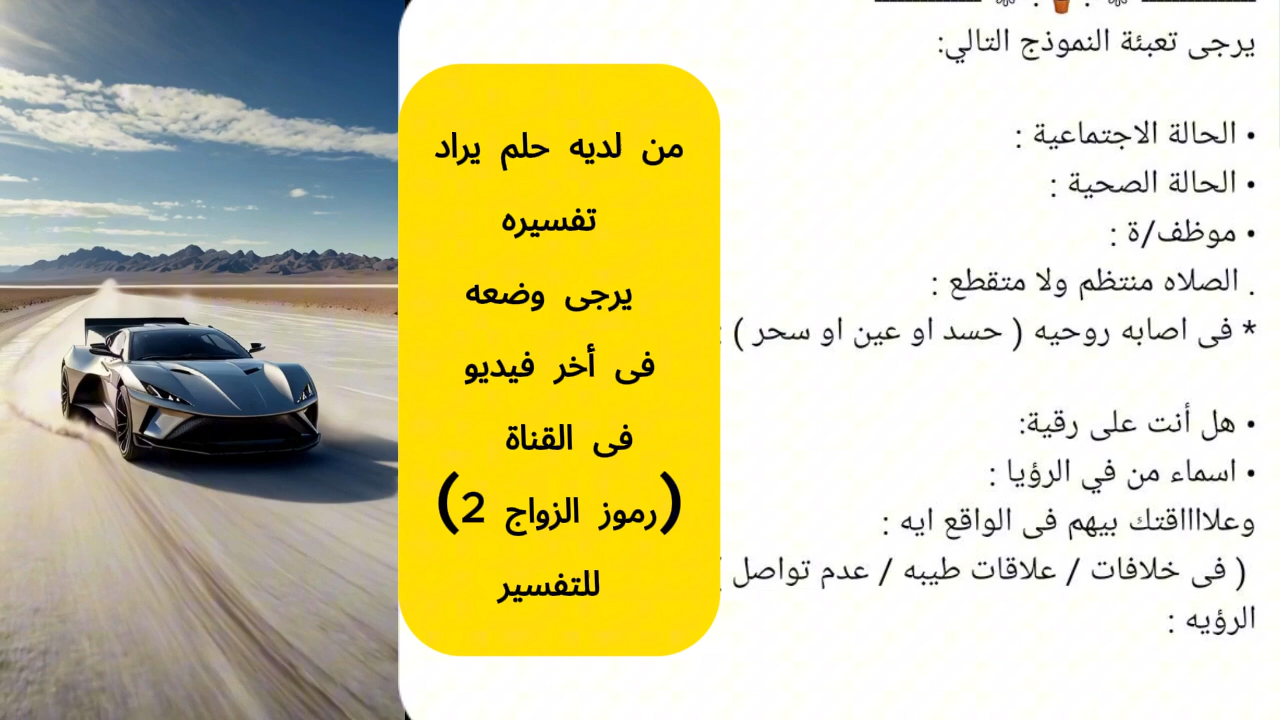 يرجى تعبئة النموذج التالي:
• الحالة الاجتماعية :
• الحالة الصحية :
• موظف/ة :
. الصلاه منتظم ولا متقطع :
* فى اصابه روحيه ( حسد او عين او سحر ) :
• هل أنت على رقية:
• اسماء من في الرؤيا :
وعلااااقتك بيهم فى الواقع ايه :
( فى خلافات / علاقات طيبه / عدم تواصل
الرؤيه :
من لديه حلم يراد
تفسيره
يرجى وضعه
فى أخر فيديو
فى القناة
(رموز الزواج 2)
للتفسير